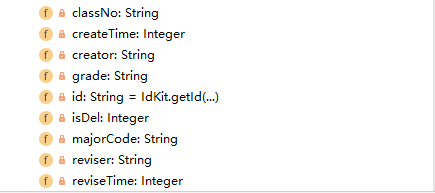 f classNo: String
f createTime: Integer
f creator: String
f grade: String
f id: String = IdKit.getId(...)
f isDel: Integer
f majorCode: String
f reviser: String
f reviseTime: Integer